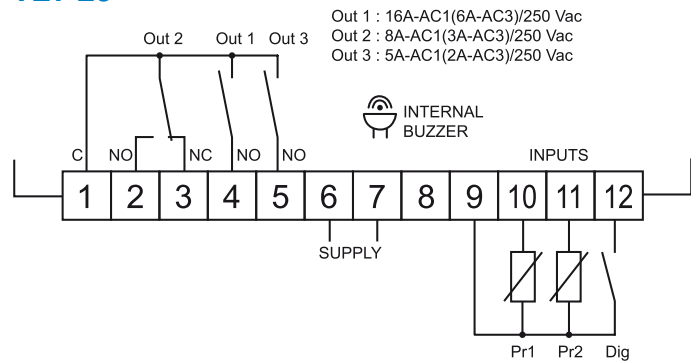 Out 1 : 16A-AC1(6A-AC3)/250 Vac
Out 2 : 8A-AC1(3A-AC3)/250 Vac
Out 3 : 5A-AC1(2A-AC3)/250 Vac
Out 2 Out 1 Out 3
INTERNAL
BUZZER
C NO NC NO NO INPUTS
1 2 3 4 5 6 7 8 9 10 11 12
SUPPLY
Pr1 Pr2 Dig